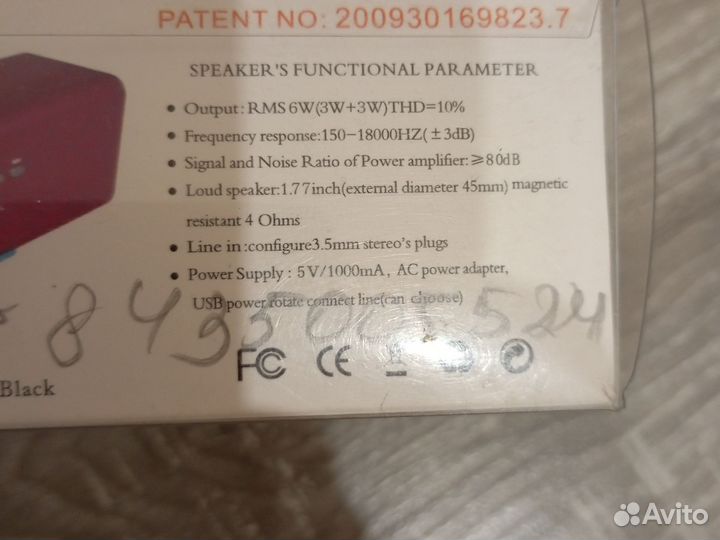 PATENT NO: 200930169823.7
SPEAKER'S FUNCTIONAL PARAMETER
• Output: RMS 6W(3W+3W)THD=10%
• Frequency response:150-18000HZ(±3dB)
• Signal and Noise Ratio of Power amplifier:≥80dB
• Loud speaker:1.77inch(external diameter 45mm) magnetic
resistant 4 Ohms
• Line in :configure3.5mm stereo's plugs
• Power Supply : 5V/1000mA, AC power adapter,
USB power rotate connect line(can choose)
FC CE
Black
Avito